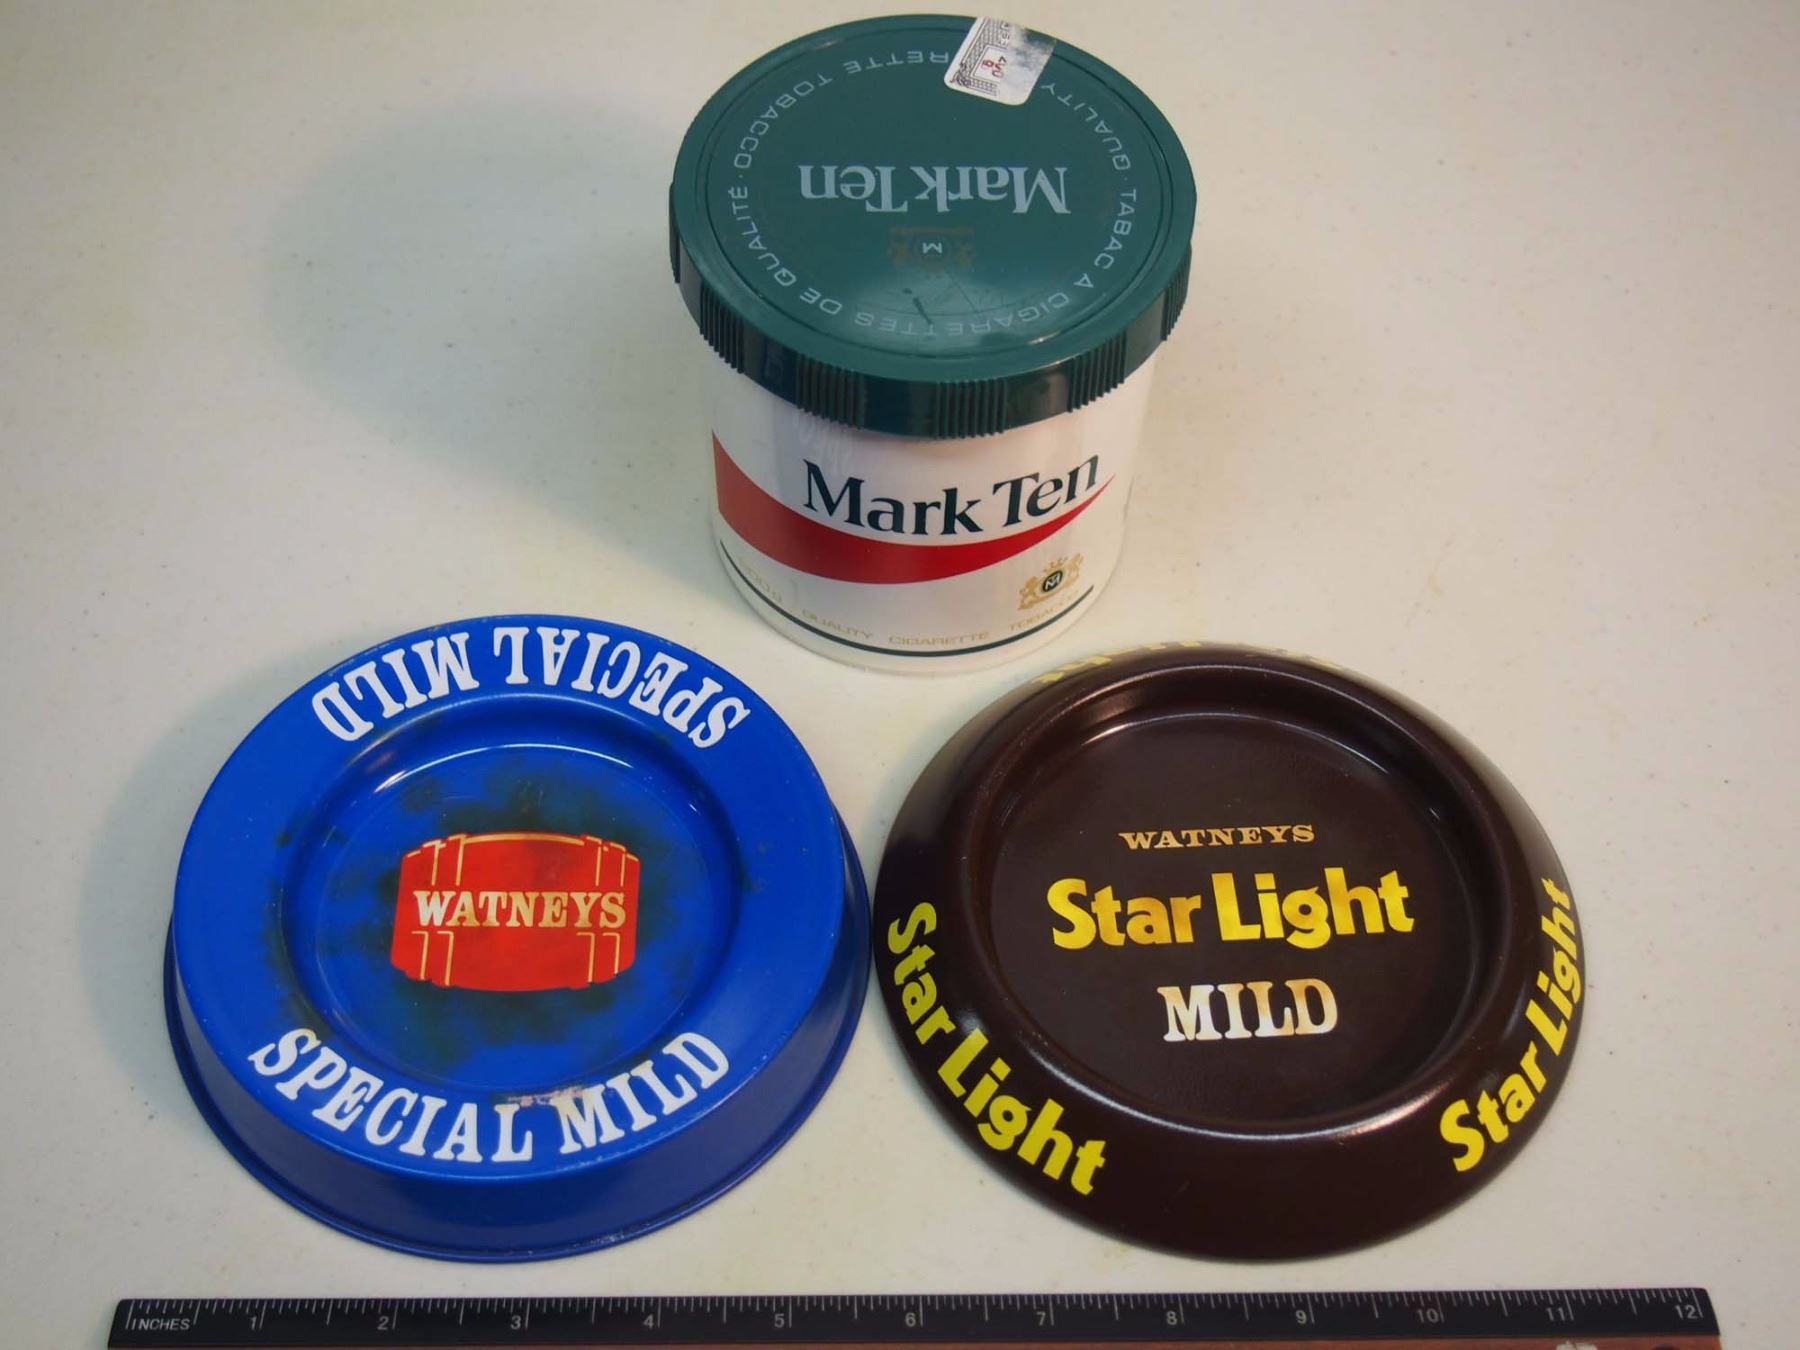 QUALITY CIGARETTE TOBACCO · TABAC A CIGARETTES DE QUALITÉ ·
Mark Ten
M
Mark Ten
200g QUALITY CIGARETTE TOBACCO
SPECIAL MILD
WATNEYS
SPECIAL MILD
WATNEYS
Star Light
MILD
Star Light
Star Light
INCHES 1 2 3 4 5 6 7 8 9 10 11 12